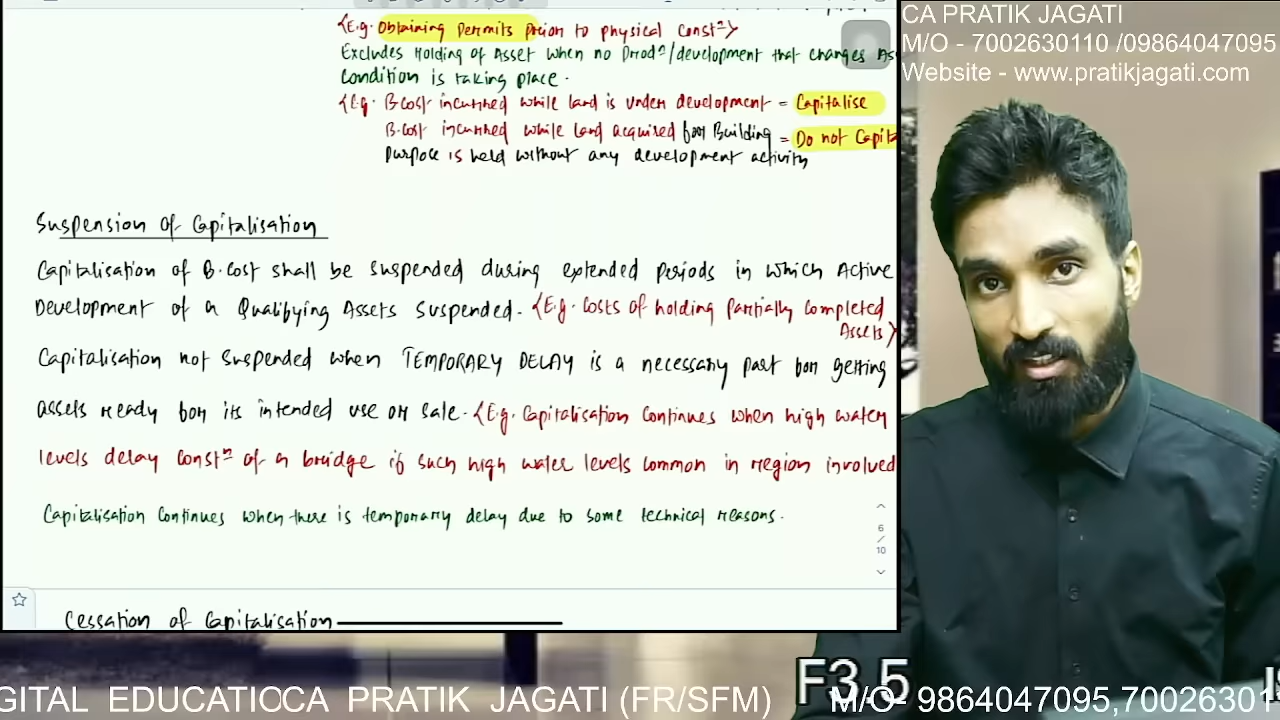 <E.g. Obtaining Permits Prior to physical Constⁿ>
Excludes Holding of Asset when no Prodⁿ/development that changes As
Condition is taking place.
<E.g. B.cost incurred while land is under development = Capitalise
B.cost incurred while land acquired for Building = Do not Capita
Purpose is held without any development activity
Suspension of Capitalisation
Capitalisation of B.cost shall be suspended during extended periods in which Active
Development of a Qualifying Assets Suspended. <E.g. Costs of holding Partially Completed
Assets>
Capitalisation not suspended when TEMPORARY DELAY is a necessary part for getting
assets ready for its intended use or sale. <E.g. Capitalisation Continues when high water
levels delay constⁿ of a bridge if such high water levels common in region involved
Capitalisation Continues when there is temporary delay due to some technical reasons.
6
/
10
Cessation of Capitalisation
CA PRATIK JAGATI
M/O - 7002630110 /09864047095
Website - www.pratikjagati.com
F3.5
GITAL EDUCATIOCA PRATIK JAGATI (FR/SFM) M/O- 9864047095,70026301